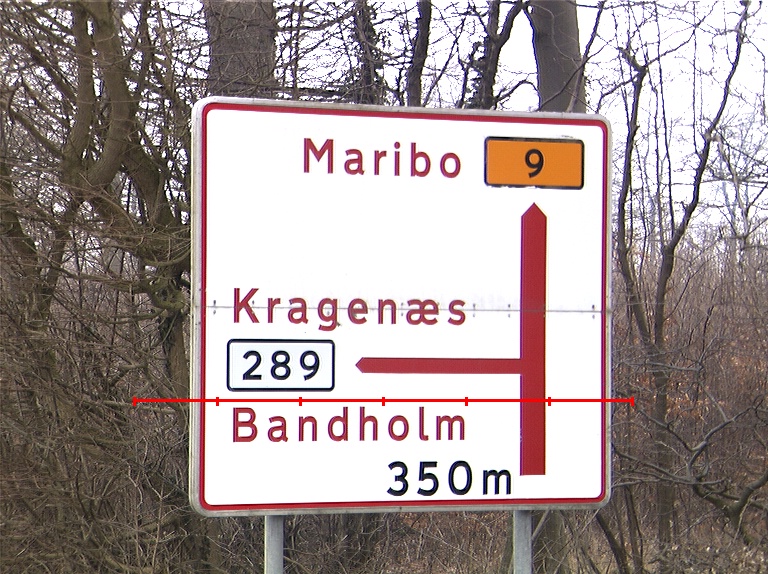 Maribo 9
Kragenæs
289
Bandholm
350m